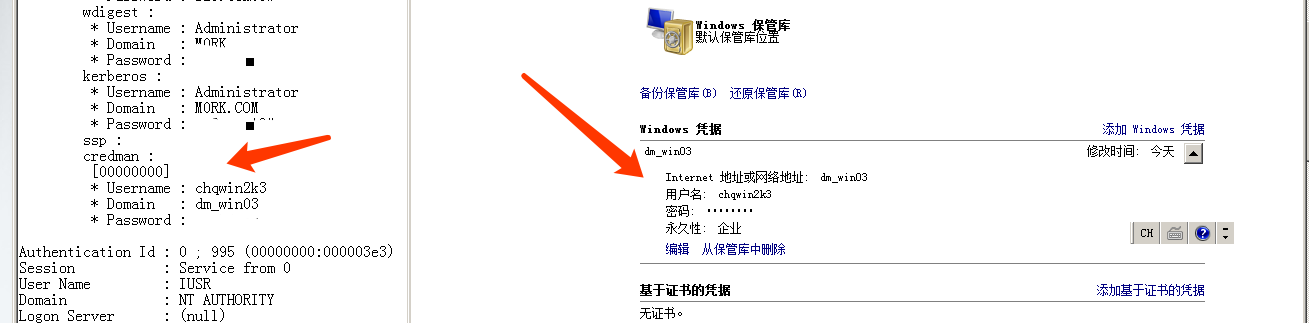 wdigest :
* Username : Administrator
* Domain : MORK
* Password :
kerberos :
* Username : Administrator
* Domain : MORK.COM
* Password :
ssp :
credman :
[00000000]
* Username : chqwin2k3
* Domain : dm_win03
* Password :
Authentication Id : 0 ; 995 (00000000:000003e3)
Session : Service from 0
User Name : IUSR
Domain : NT AUTHORITY
Logon Server : (null)
Windows 保管库
默认保管库位置
备份保管库(B) 还原保管库(R)
Windows 凭据 添加 Windows 凭据
dm_win03 修改时间: 今天
Internet 地址或网络地址: dm_win03
用户名: chqwin2k3
密码: ••••••••
永久性: 企业
编辑 从保管库中删除
CH
基于证书的凭据 添加基于证书的凭据
无证书。